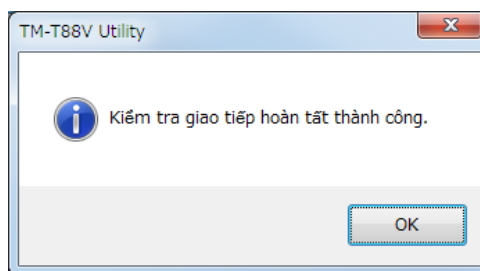 TM-T88V Utility
Kiểm tra giao tiếp hoàn tất thành công.
OK